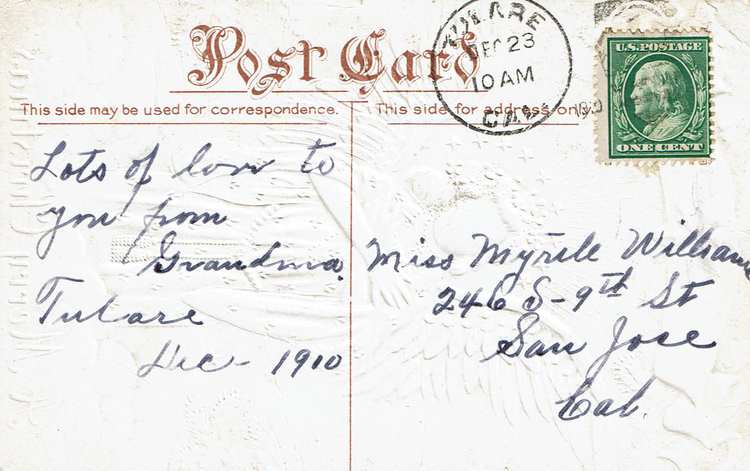 Post Card
This side may be used for correspondence.
This side for address only
TULARE
DEC 23
10 AM
CAL.
U.S. POSTAGE
ONE CENT
Lots of love to
you from
Grandma.
Tulare
Dec - 1910
Miss Myrtle William
246 S - 9th St
San Jose
Cal.